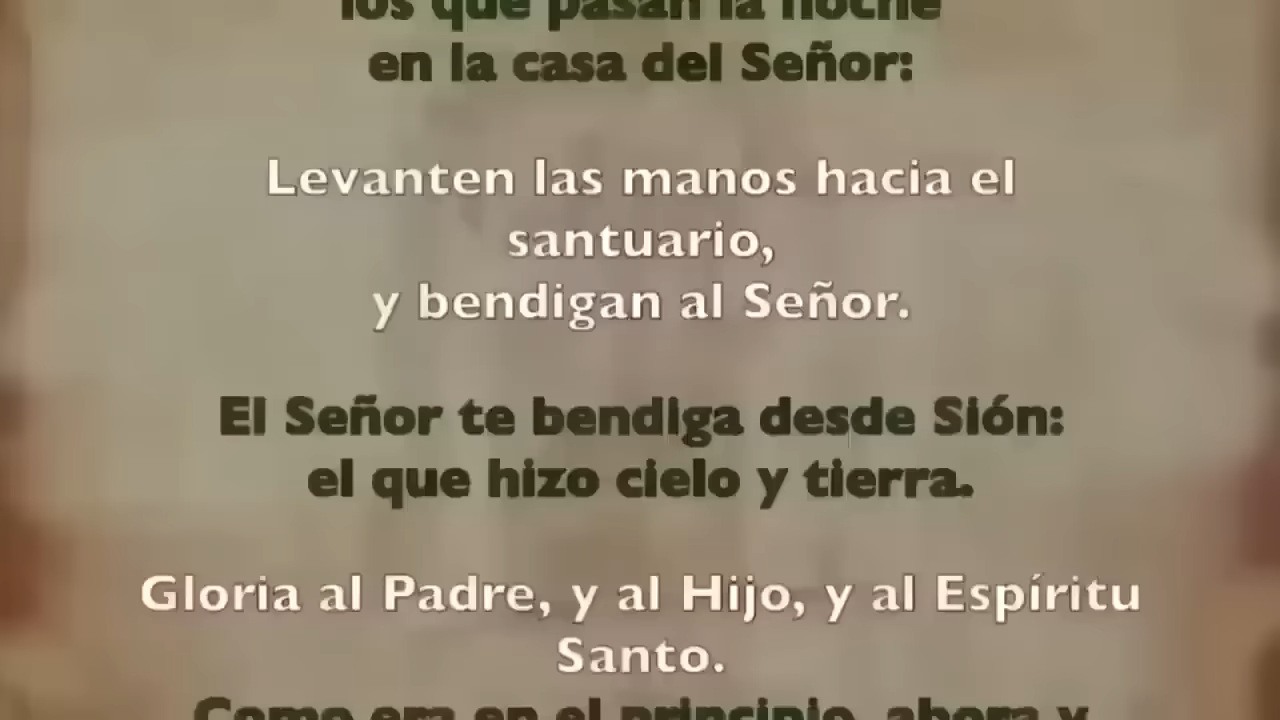 los que pasan la noche
en la casa del Señor:
Levanten las manos hacia el
santuario,
y bendigan al Señor.
El Señor te bendiga desde Sión:
el que hizo cielo y tierra.
Gloria al Padre, y al Hijo, y al Espíritu
Santo.
Como era en el principio, ahora y